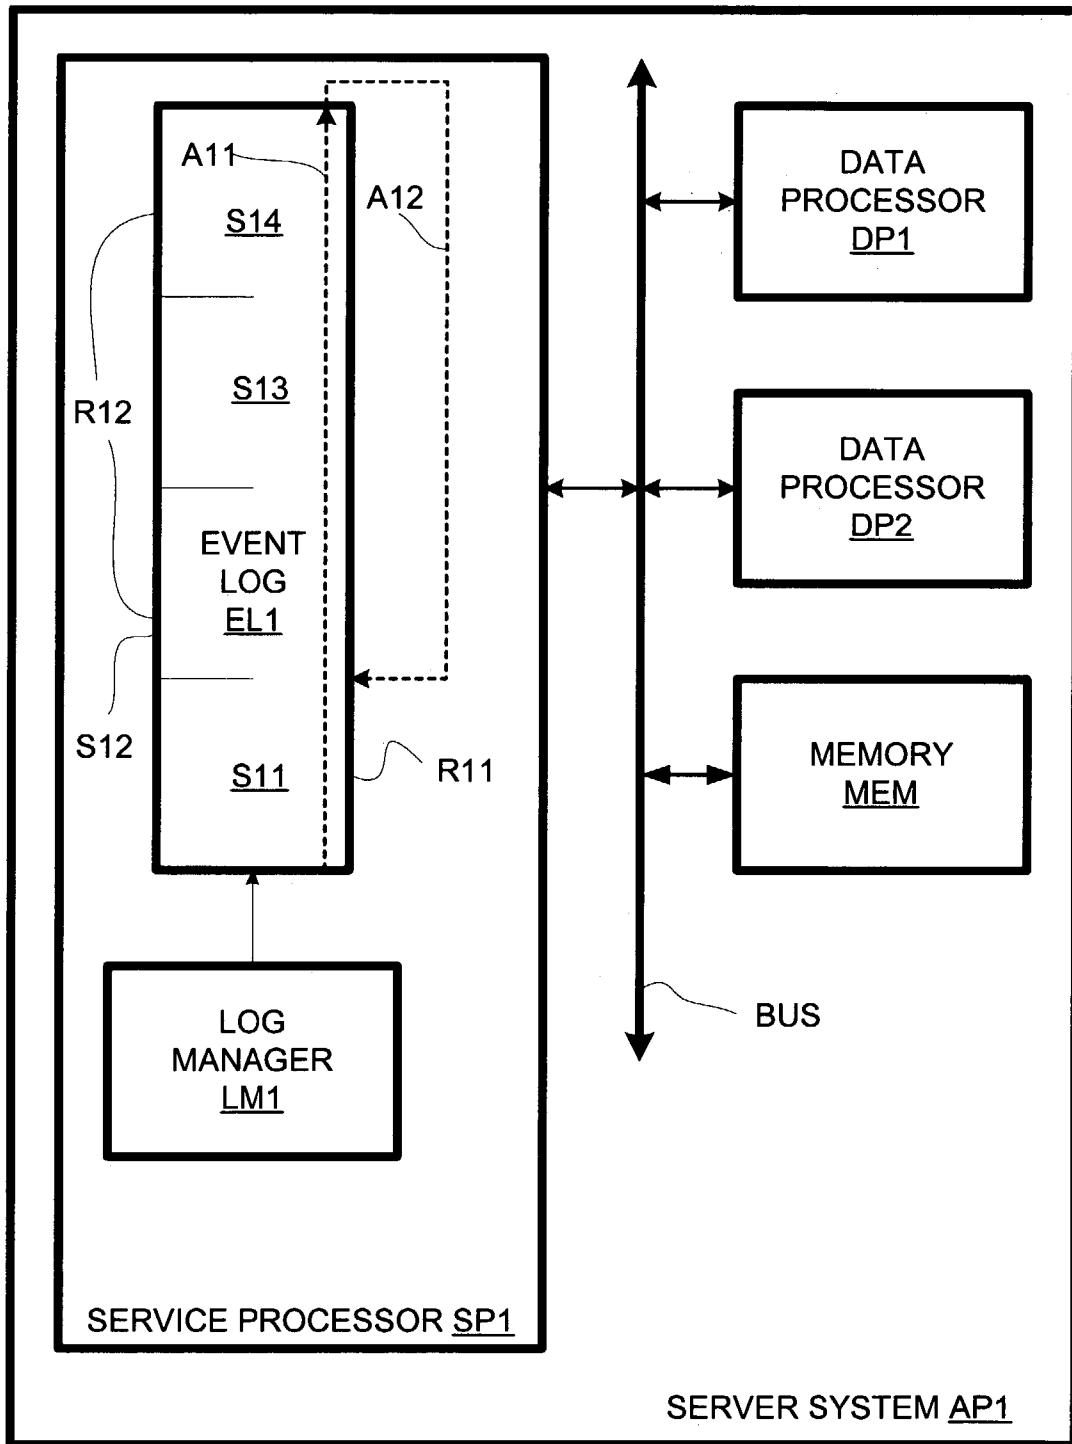 A11
A12
S14
R12
S13
EVENT
LOG
EL1
S12
S11
R11
LOG
MANAGER
LM1
SERVICE PROCESSOR SP1
DATA
PROCESSOR
DP1
DATA
PROCESSOR
DP2
MEMORY
MEM
BUS
SERVER SYSTEM AP1